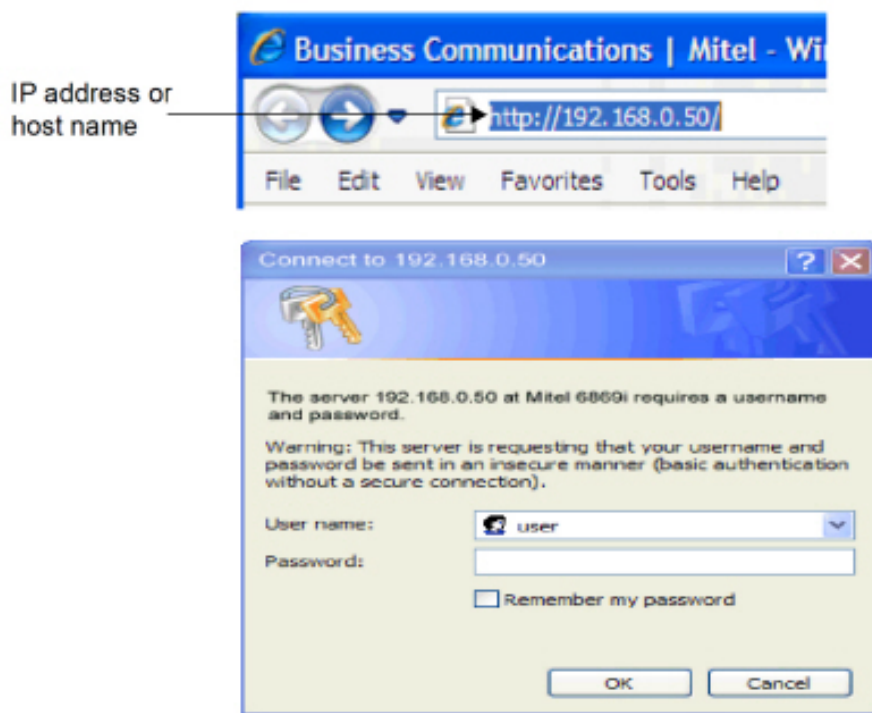 Business Communications | Mitel - Wi
IP address or
host name
http://192.168.0.50/
File Edit View Favorites Tools Help
Connect to 192.168.0.50
The server 192.168.0.50 at Mitel 6869i requires a username
and password.
Warning: This server is requesting that your username and
password be sent in an insecure manner (basic authentication
without a secure connection).
User name: user
Password:
Remember my password
OK Cancel